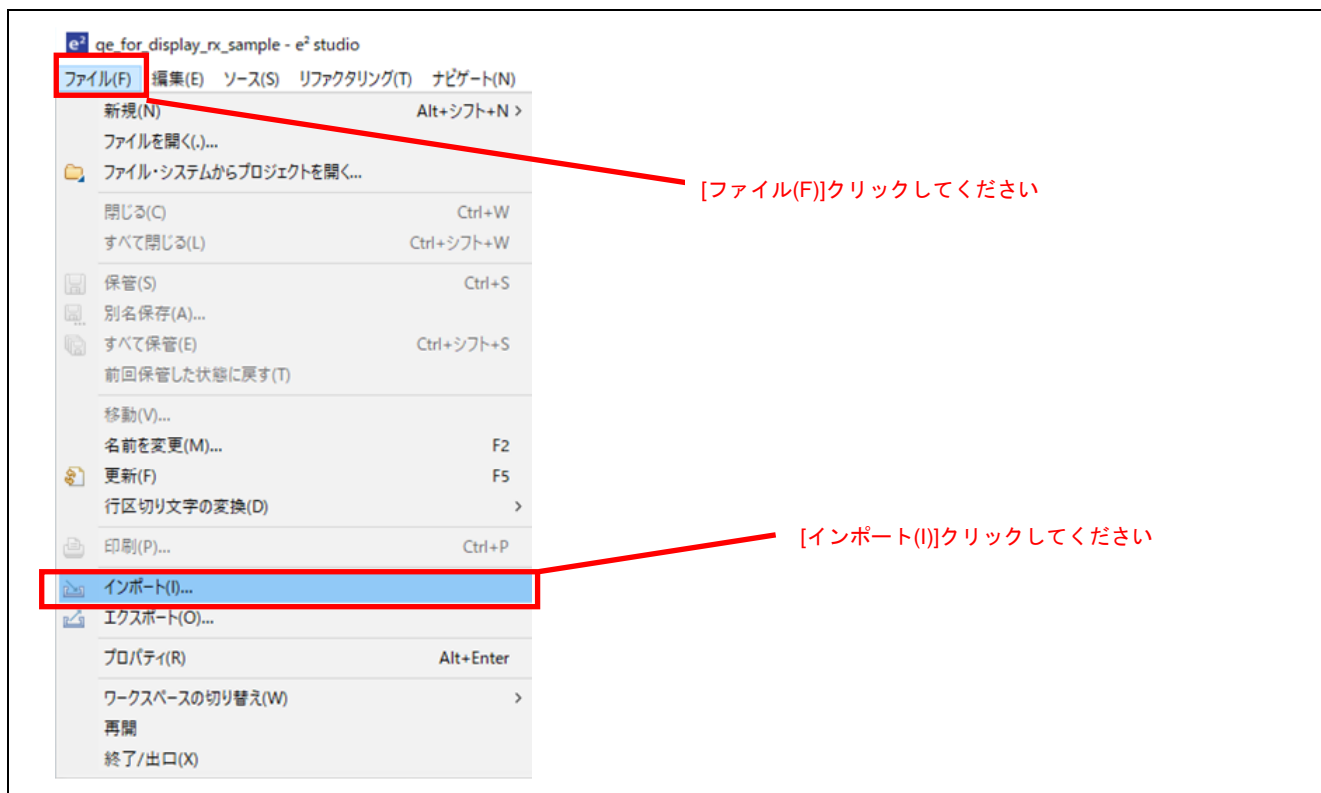 e² qe_for_display_rx_sample - e² studio
ファイル(F) 編集(E) ソース(S) リファクタリング(T) ナビゲート(N)
新規(N) Alt+シフト+N >
ファイルを開く(.)...
ファイル・システムからプロジェクトを開く...
[ファイル(F)]クリックしてください
閉じる(C) Ctrl+W
すべて閉じる(L) Ctrl+シフト+W
保管(S) Ctrl+S
別名保存(A)...
すべて保管(E) Ctrl+シフト+S
前回保管した状態に戻す(T)
移動(V)...
名前を変更(M)... F2
更新(F) F5
行区切り文字の変換(D) >
[インポート(I)]クリックしてください
印刷(P)... Ctrl+P
インポート(I)...
エクスポート(O)...
プロパティ(R) Alt+Enter
ワークスペースの切り替え(W) >
再開
終了/出口(X)